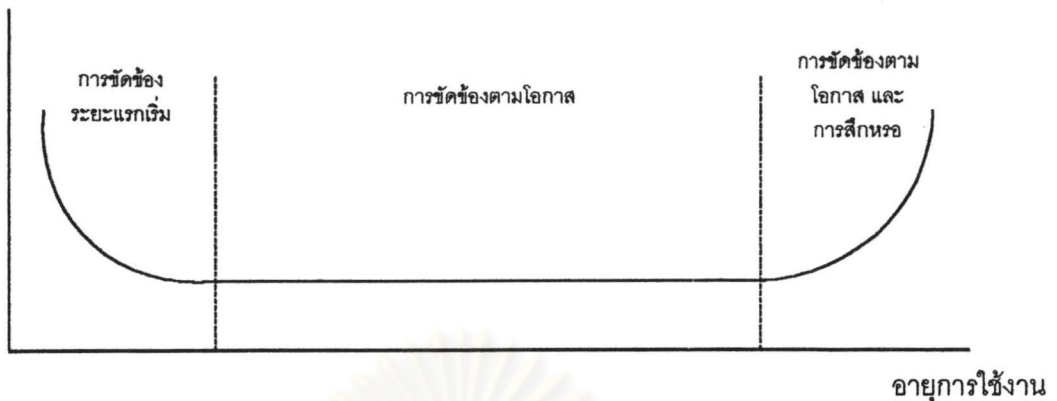 การขัดข้อง
ระยะแรกเริ่ม
การขัดข้องตามโอกาส
การขัดข้องตาม
โอกาส และ
การสึกหรอ
อายุการใช้งาน